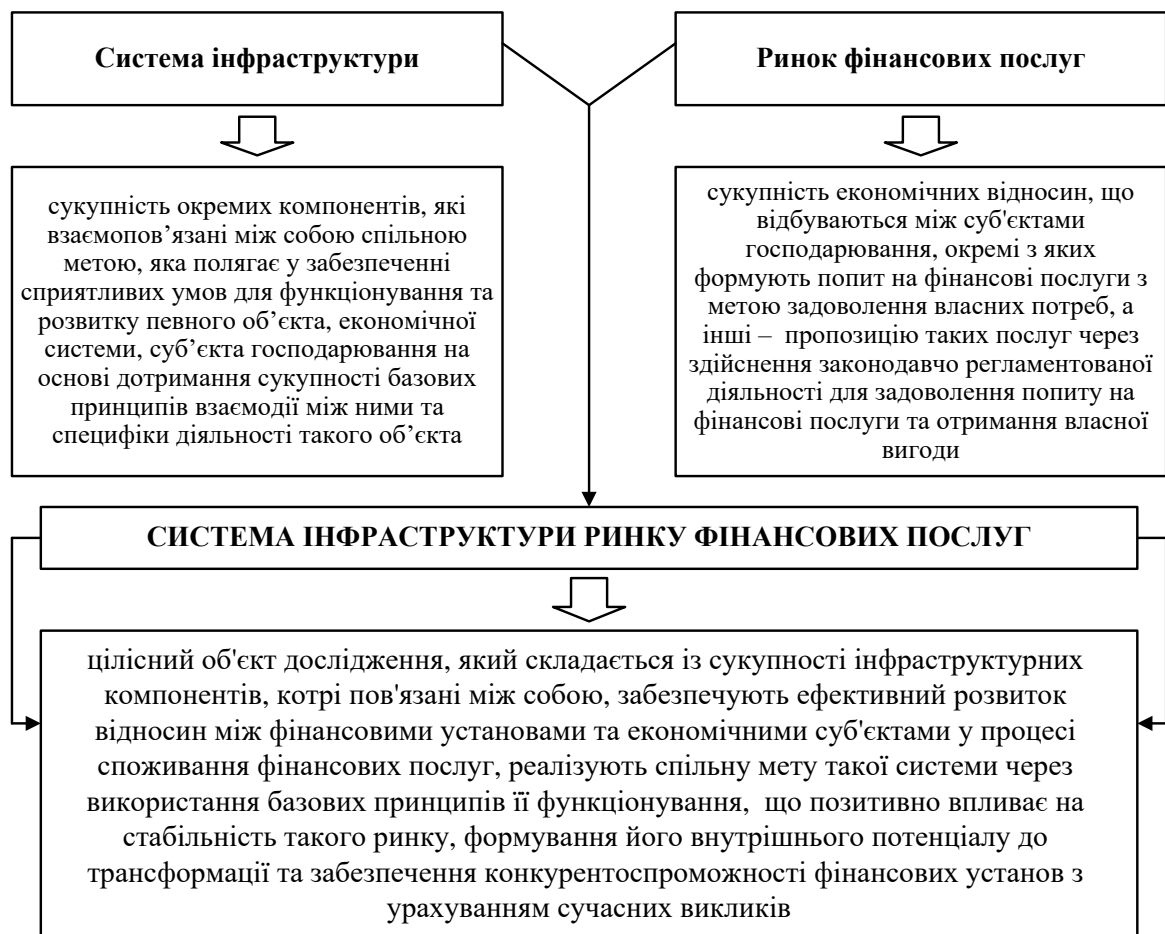 Система інфраструктури
Ринок фінансових послуг
сукупність окремих компонентів, які
взаємопов’язані між собою спільною
метою, яка полягає у забезпеченні
сприятливих умов для функціонування та
розвитку певного об’єкта, економічної
системи, суб’єкта господарювання на
основі дотримання сукупності базових
принципів взаємодії між ними та
специфіки діяльності такого об’єкта
сукупність економічних відносин, що
відбуваються між суб'єктами
господарювання, окремі з яких
формують попит на фінансові послуги з
метою задоволення власних потреб, а
інші – пропозицію таких послуг через
здійснення законодавчо регламентованої
діяльності для задоволення попиту на
фінансові послуги та отримання власної
вигоди
СИСТЕМА ІНФРАСТРУКТУРИ РИНКУ ФІНАНСОВИХ ПОСЛУГ
цілісний об'єкт дослідження, який складається із сукупності інфраструктурних
компонентів, котрі пов'язані між собою, забезпечують ефективний розвиток
відносин між фінансовими установами та економічними суб'єктами у процесі
споживання фінансових послуг, реалізують спільну мету такої системи через
використання базових принципів її функціонування, що позитивно впливає на
стабільність такого ринку, формування його внутрішнього потенціалу до
трансформації та забезпечення конкурентоспроможності фінансових установ з
урахуванням сучасних викликів